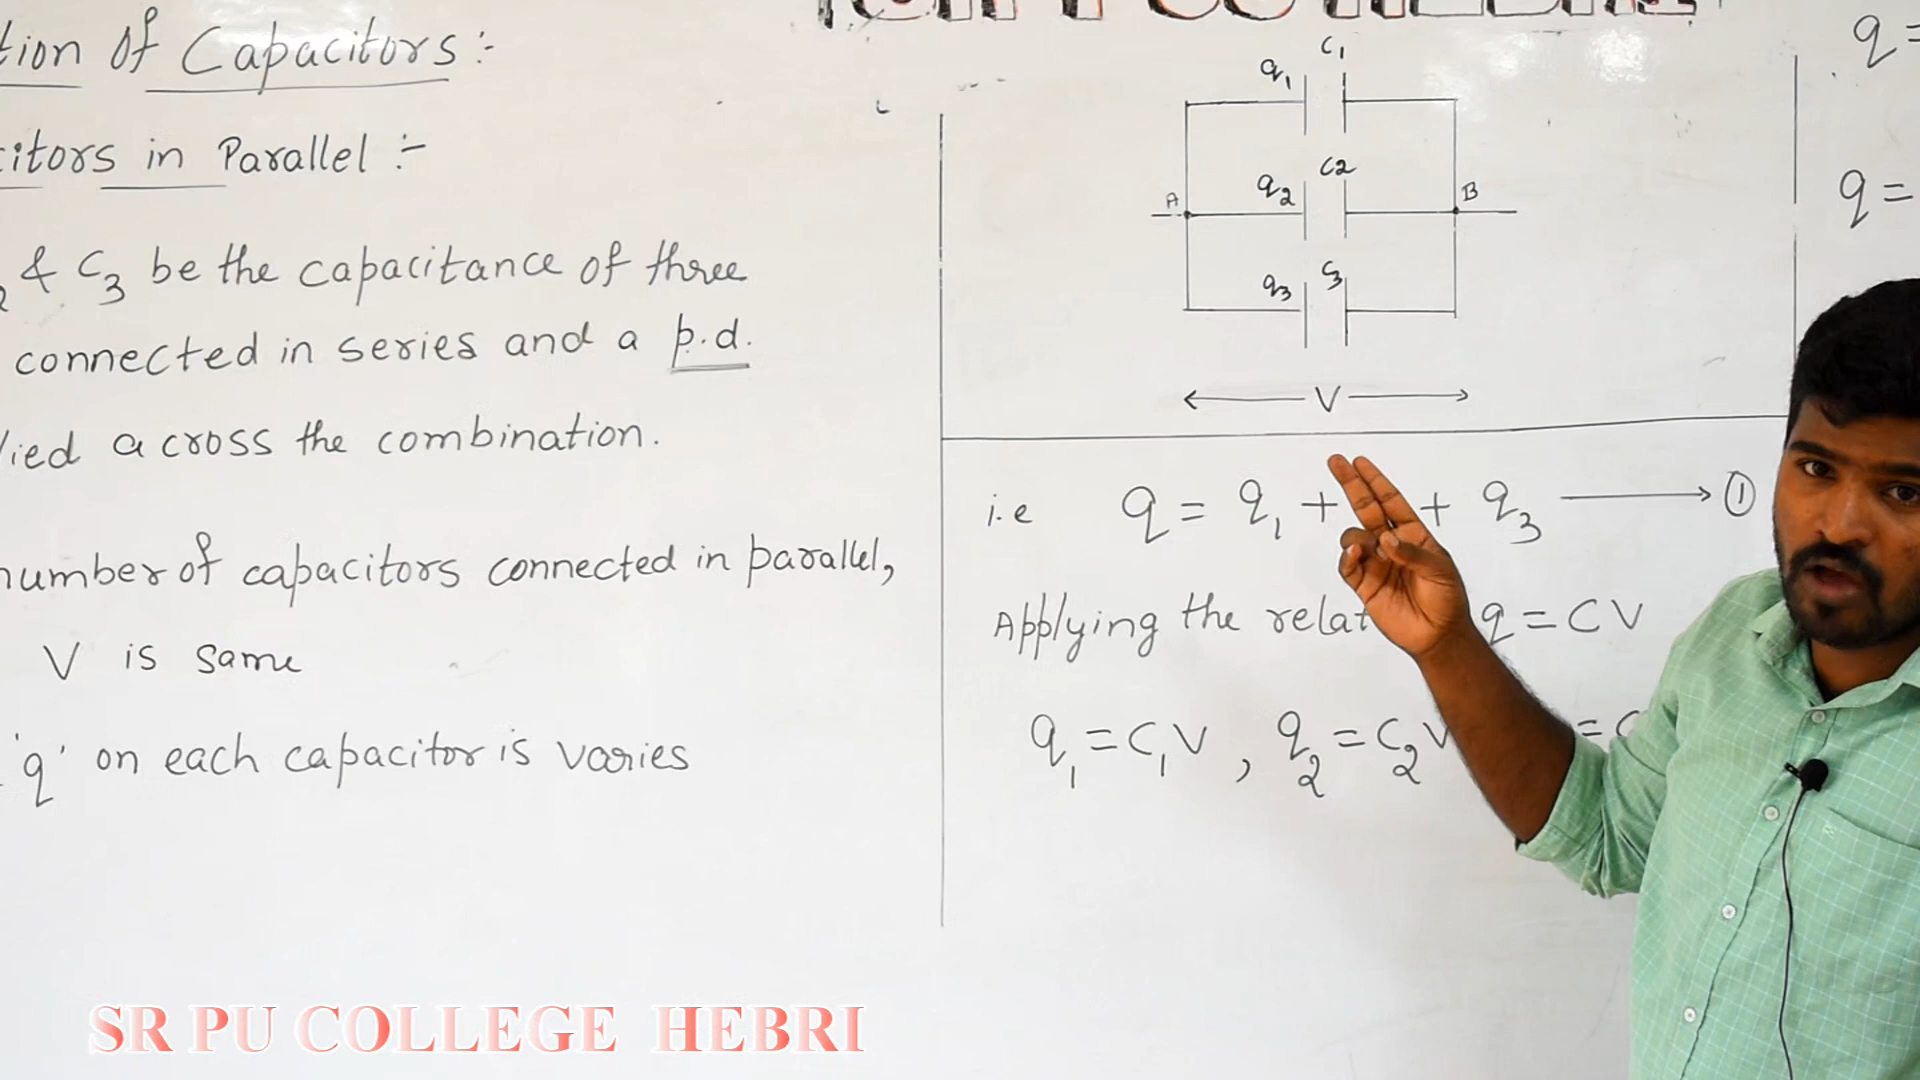 tion of Capacitors:-
citors in Parallel:-
2 & C3 be the capacitance of three
connected in series and a p.d.
lied across the combination.
number of capacitors connected in parallel,
V is same
'q' on each capacitor is varies
C1
q1
C2
q2
A
B
C3
q3
V
i.e q = q1 + + q3 → ①
Applying the relat q = CV
q1 = C1V, q2 = C2V = C
q =
q =
SR PU COLLEGE HEBRI